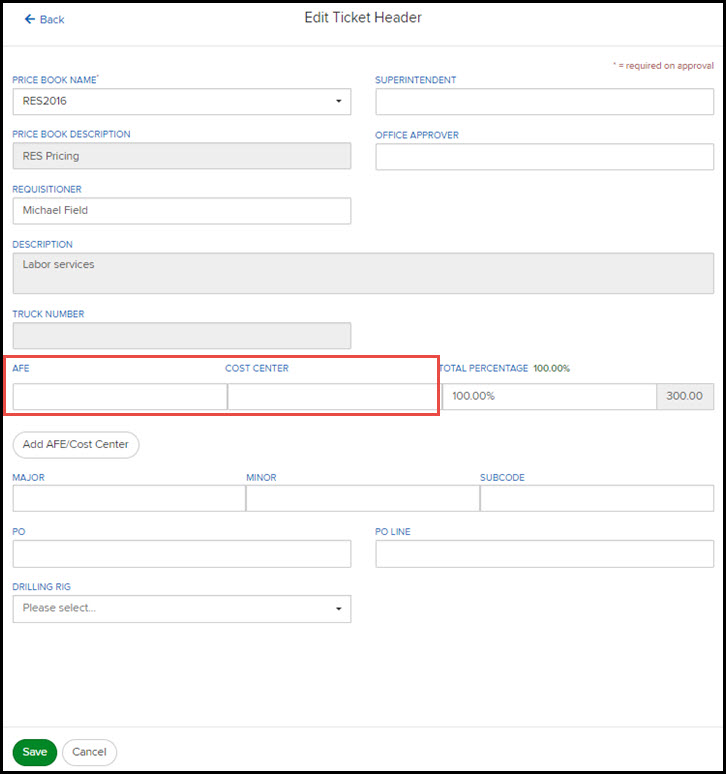 Back
Edit Ticket Header
* = required on approval
PRICE BOOK NAME*
RES2016
SUPERINTENDENT
PRICE BOOK DESCRIPTION
RES Pricing
OFFICE APPROVER
REQUISITIONER
Michael Field
DESCRIPTION
Labor services
TRUCK NUMBER
AFE COST CENTER TOTAL PERCENTAGE 100.00%
100.00% 300.00
Add AFE/Cost Center
MAJOR MINOR SUBCODE
PO PO LINE
DRILLING RIG
Please select...
Save Cancel